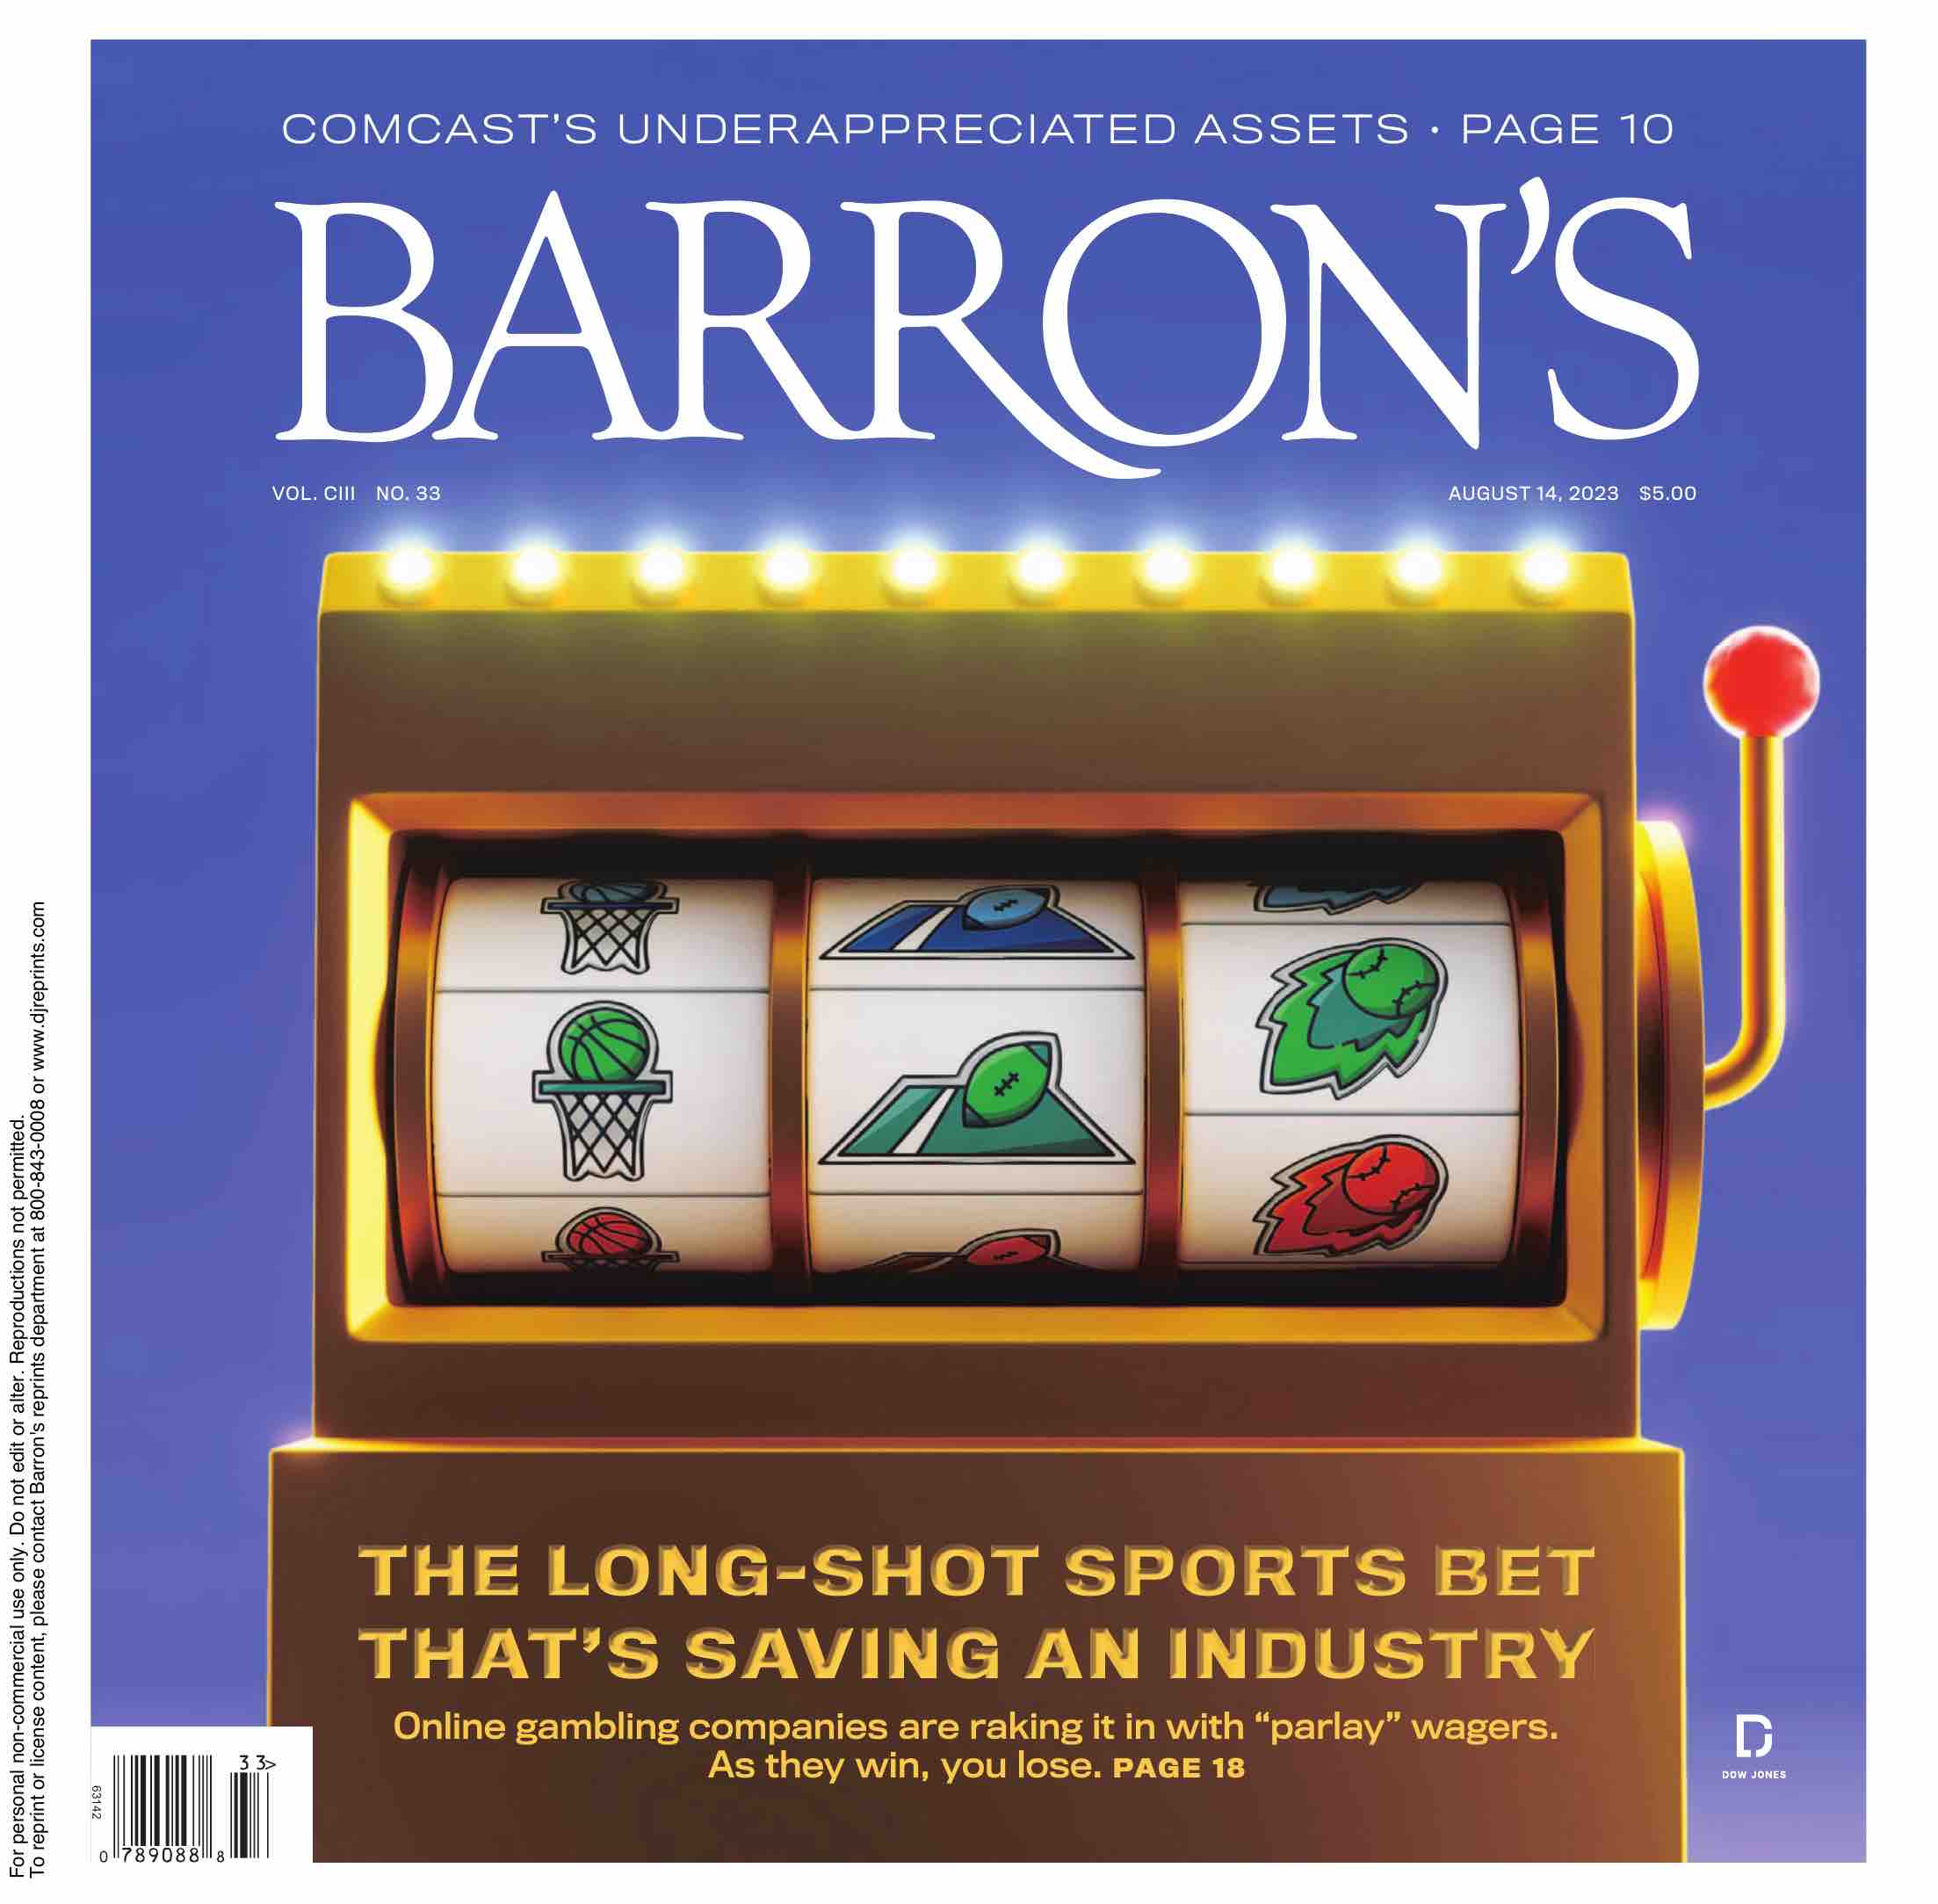 COMCAST'S UNDERAPPRECIATED ASSETS • PAGE 10
BARRON'S
VOL. CIII NO. 33
AUGUST 14, 2023 $5.00
THE LONG-SHOT SPORTS BET
THAT'S SAVING AN INDUSTRY
Online gambling companies are raking it in with “parlay” wagers.
As they win, you lose. PAGE 18
DOW JONES
33>
63142
0 789088 8
For personal non-commercial use only. Do not edit or alter. Reproductions not permitted.
To reprint or license content, please contact Barron's reprints department at 800-843-0008 or www.djreprints.com